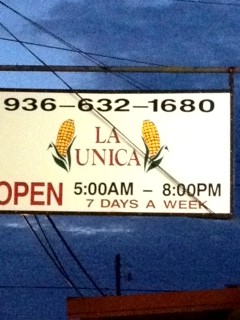 936-632-1680
LA
UNICA
OPEN 5:00AM - 8:00PM
7 DAYS A WEEK